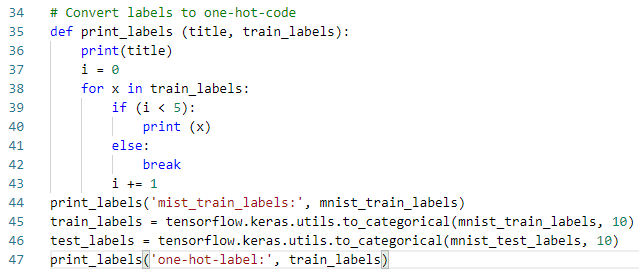 34 # Convert labels to one-hot-code
35 def print_labels (title, train_labels):
36     print(title)
37     i = 0
38     for x in train_labels:
39         if (i < 5):
40             print (x)
41         else:
42             break
43         i += 1
44 print_labels('mist_train_labels:', mnist_train_labels)
45 train_labels = tensorflow.keras.utils.to_categorical(mnist_train_labels, 10)
46 test_labels = tensorflow.keras.utils.to_categorical(mnist_test_labels, 10)
47 print_labels('one-hot-label:', train_labels)